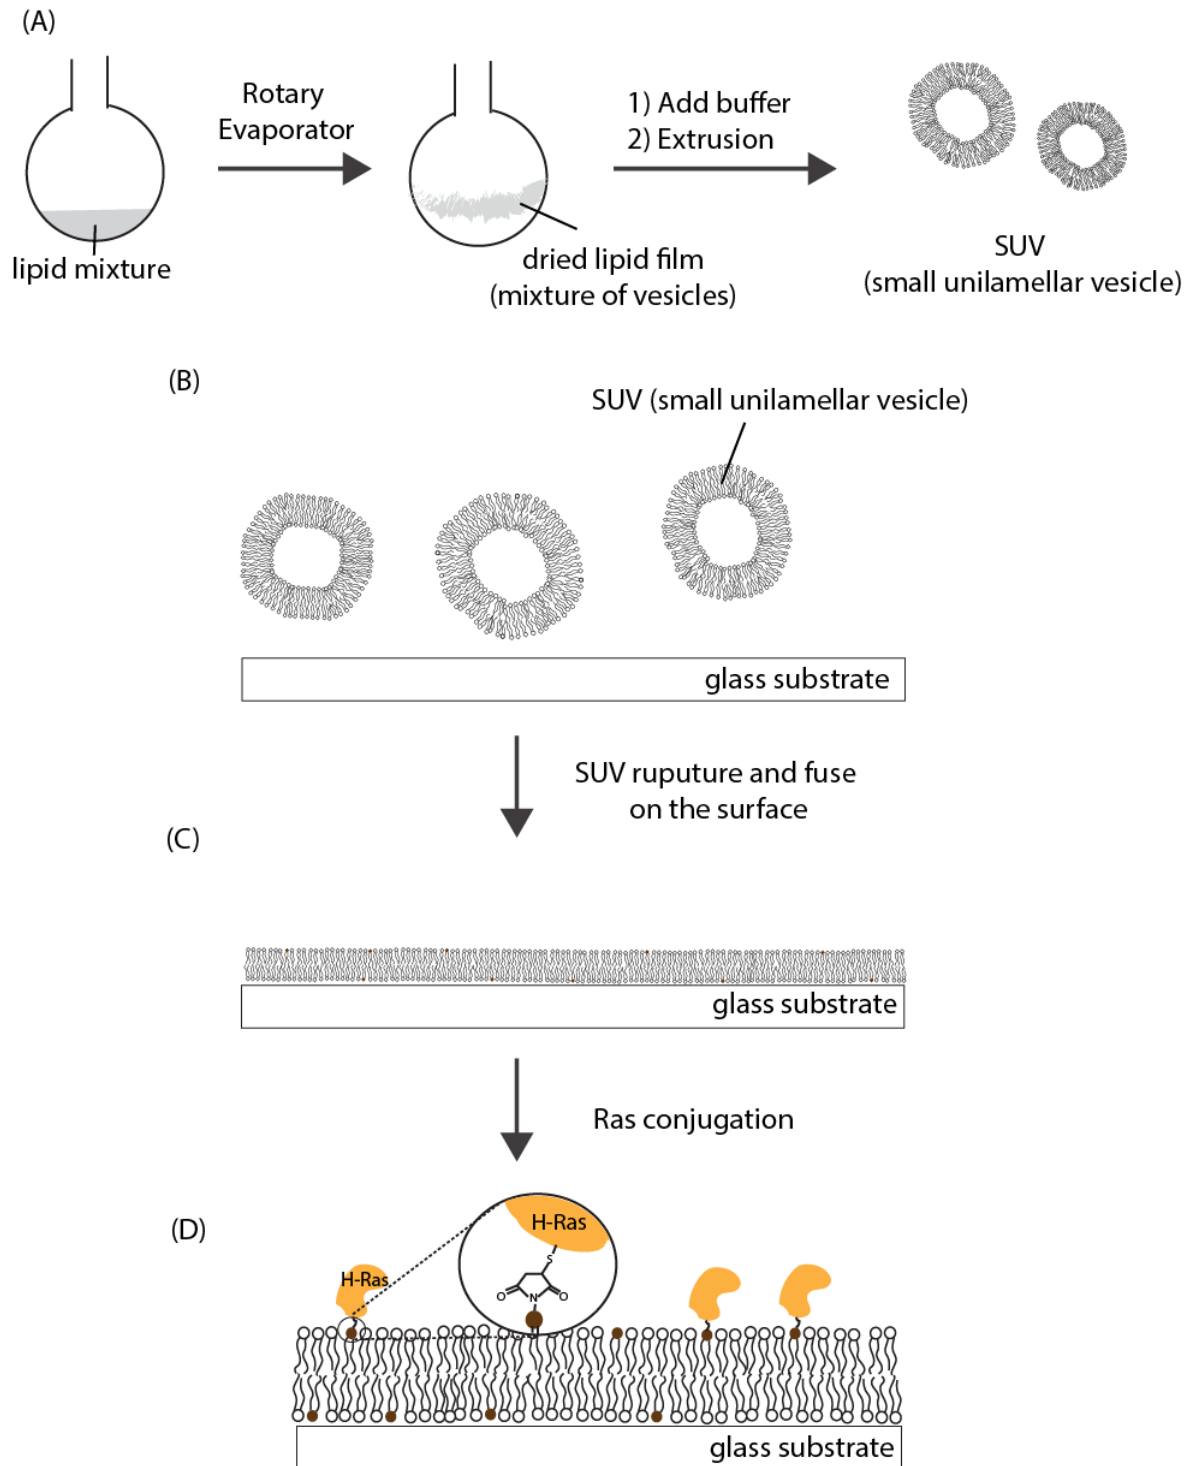 (A)
Rotary
Evaporator
1) Add buffer
2) Extrusion
lipid mixture
dried lipid film
(mixture of vesicles)
SUV
(small unilamellar vesicle)
(B)
SUV (small unilamellar vesicle)
glass substrate
SUV ruputure and fuse
on the surface
(C)
glass substrate
Ras conjugation
(D)
H-Ras
H-Ras
S
O
N
O
glass substrate